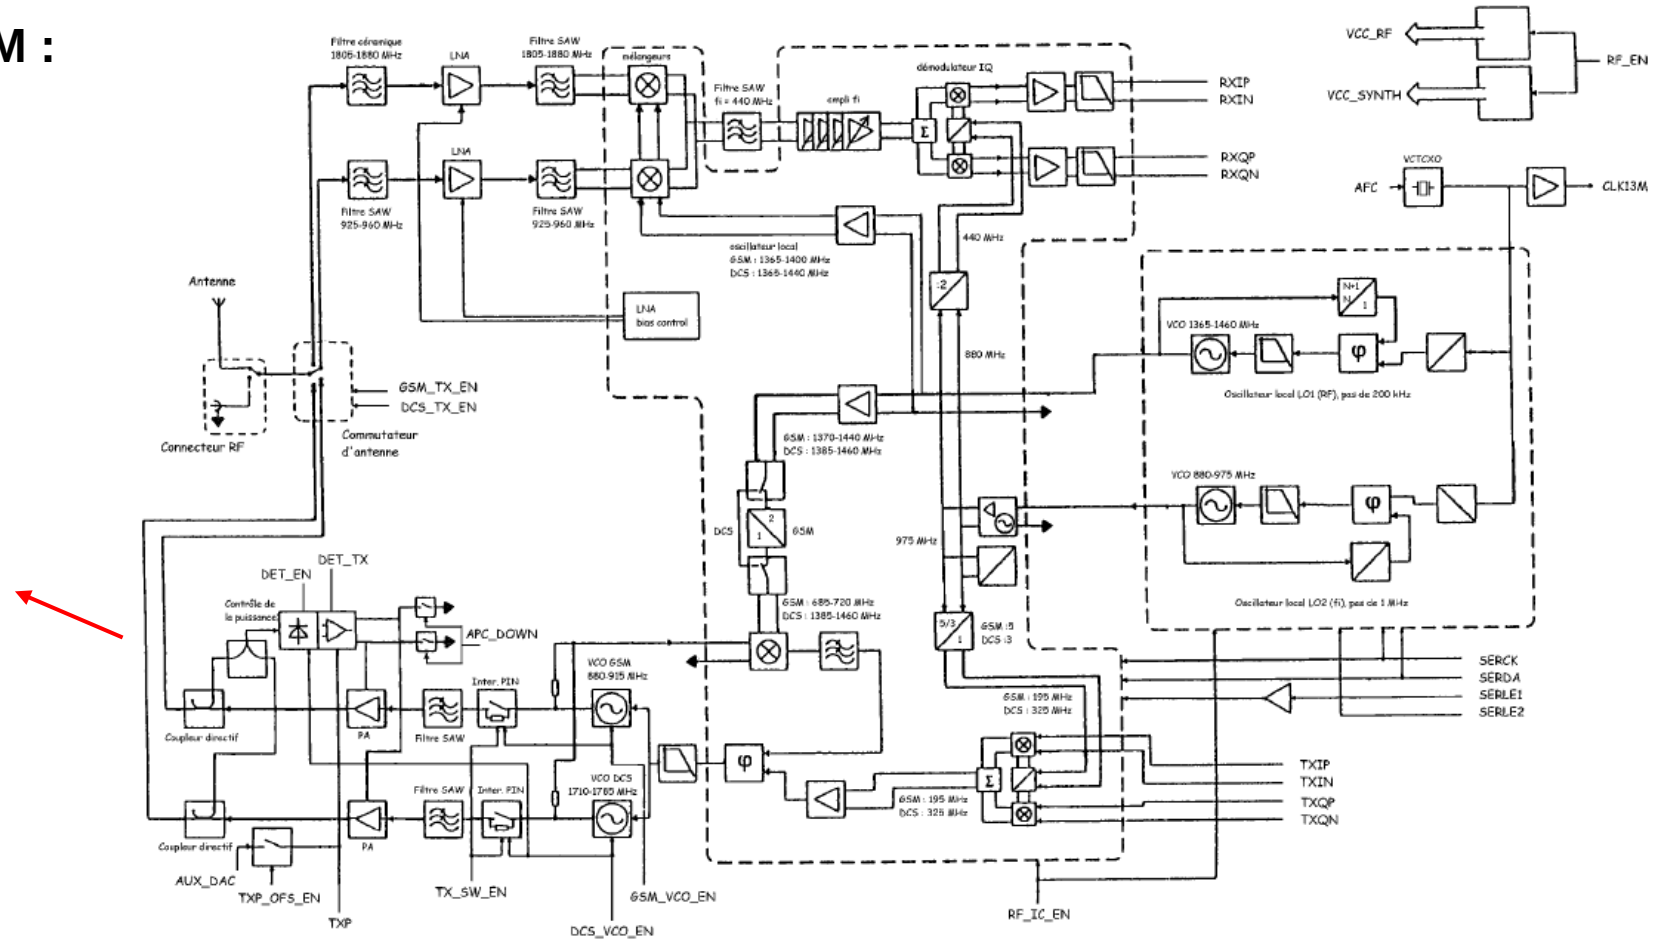 M :
Filtre céramique
1805-1880 MHz
LNA
Filtre SAW
1805-1880 MHz
mélangeurs
Filtre SAW
fi = 440 MHz
ampli fi
démodulateur IQ
Σ
RXIP
RXIN
RXQP
RXQN
VCC_RF
VCC_SYNTH
RF_EN
VCTCXO
AFC
CLK13M
LNA
Filtre SAW
925-960 MHz
Filtre SAW
925-960 MHz
oscillateur local
GSM : 1365-1400 MHz
DCS : 1365-1440 MHz
440 MHz
:2
LNA
bias control
880 MHz
Antenne
Connecteur RF
GSM_TX_EN
DCS_TX_EN
Commutateur
d'antenne
N+1
N
1
VCO 1365-1460 MHz
φ
Oscillateur local LO1 (RF), pas de 200 kHz
GSM : 1370-1440 MHz
DCS : 1385-1460 MHz
VCO 880-975 MHz
φ
Oscillateur local LO2 (fi), pas de 1 MHz
DCS
2
1
GSM
975 MHz
GSM : 685-720 MHz
DCS : 1385-1460 MHz
5/3
1
GSM :5
DCS :3
DET_TX
DET_EN
Contrôle de
la puissance
APC_DOWN
VCO GSM
880-915 MHz
Inter. PIN
Coupleur directif
PA
Filtre SAW
GSM : 195 MHz
DCS : 325 MHz
SERCK
SERDA
SERLE1
SERLE2
φ
VCO DCS
1710-1785 MHz
Filtre SAW
Inter. PIN
Σ
GSM : 195 MHz
DCS : 325 MHz
TXIP
TXIN
TXQP
TXQN
Coupleur directif
PA
AUX_DAC
TXP_OFS_EN
TXP
TX_SW_EN
GSM_VCO_EN
DCS_VCO_EN
RF_IC_EN